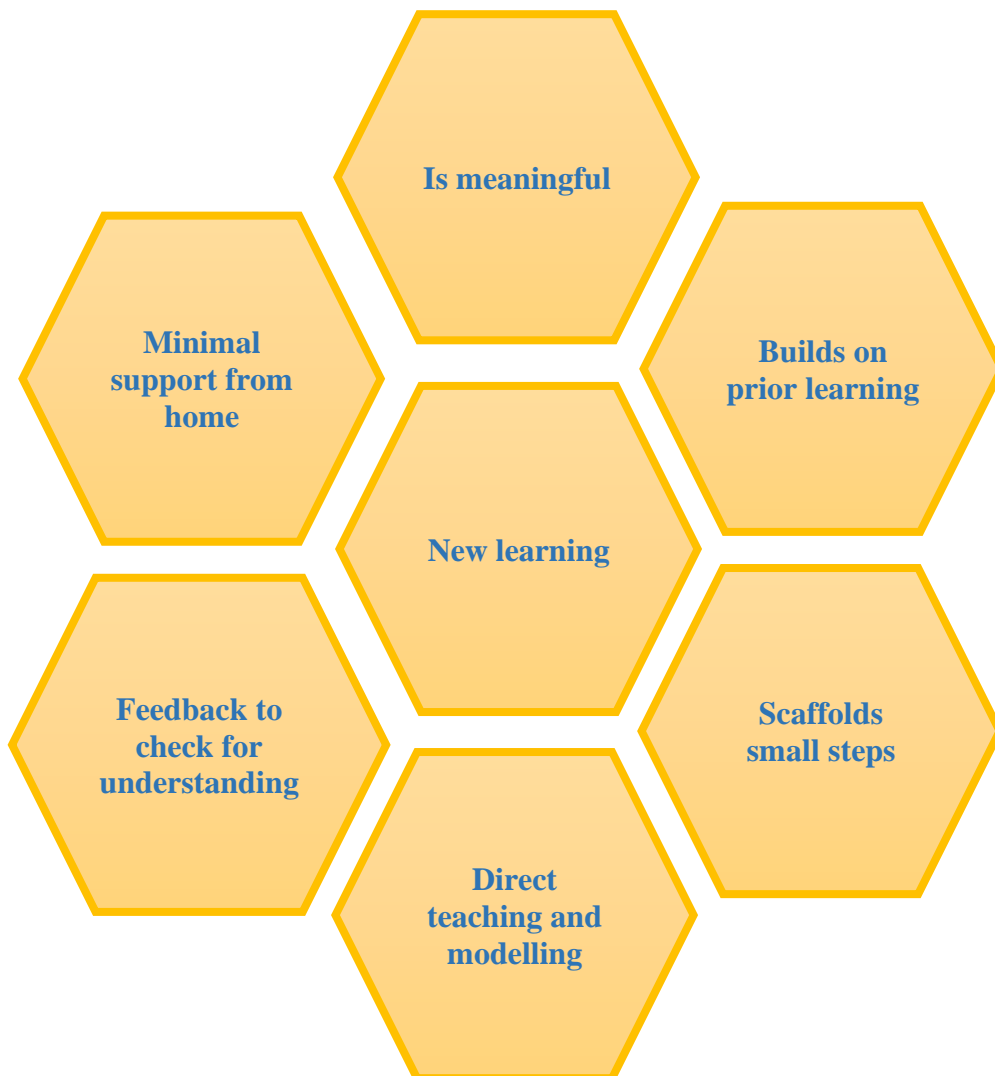 Is meaningful
Minimal
support from
home
Builds on
prior learning
New learning
Feedback to
check for
understanding
Scaffolds
small steps
Direct
teaching and
modelling